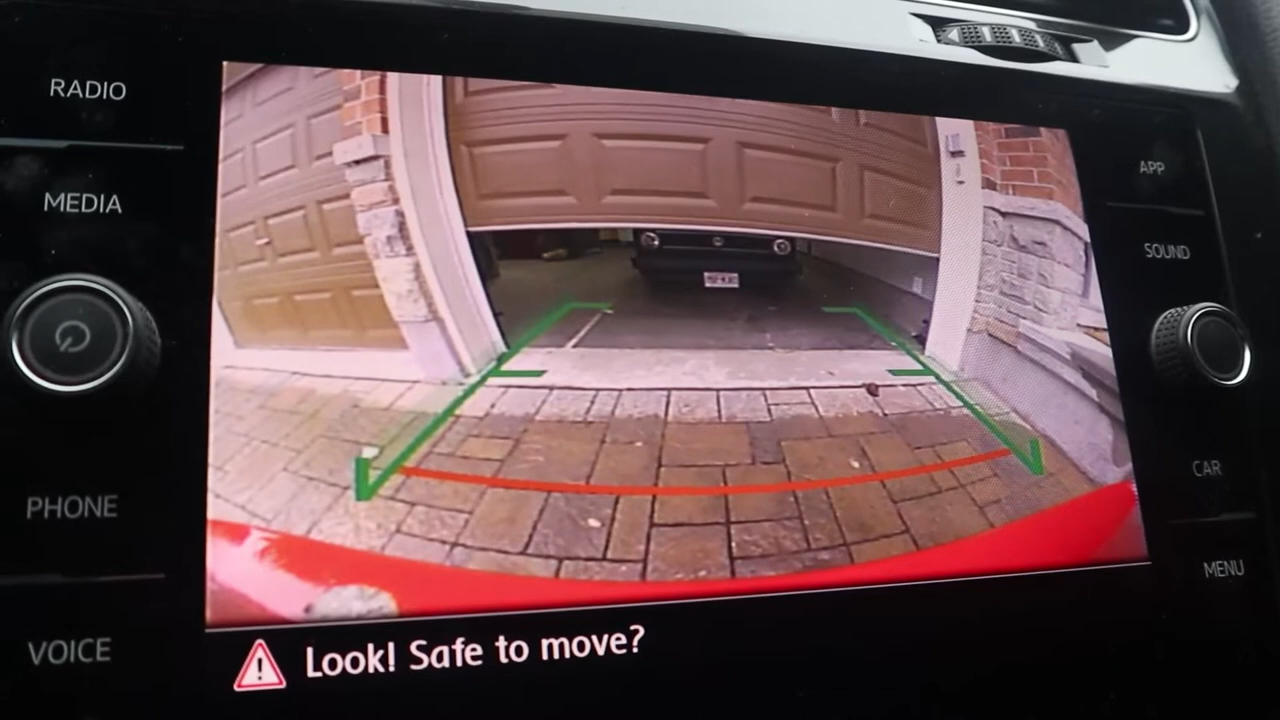 RADIO
MEDIA
PHONE
VOICE
APP
SOUND
CAR
MENU
Look! Safe to move?